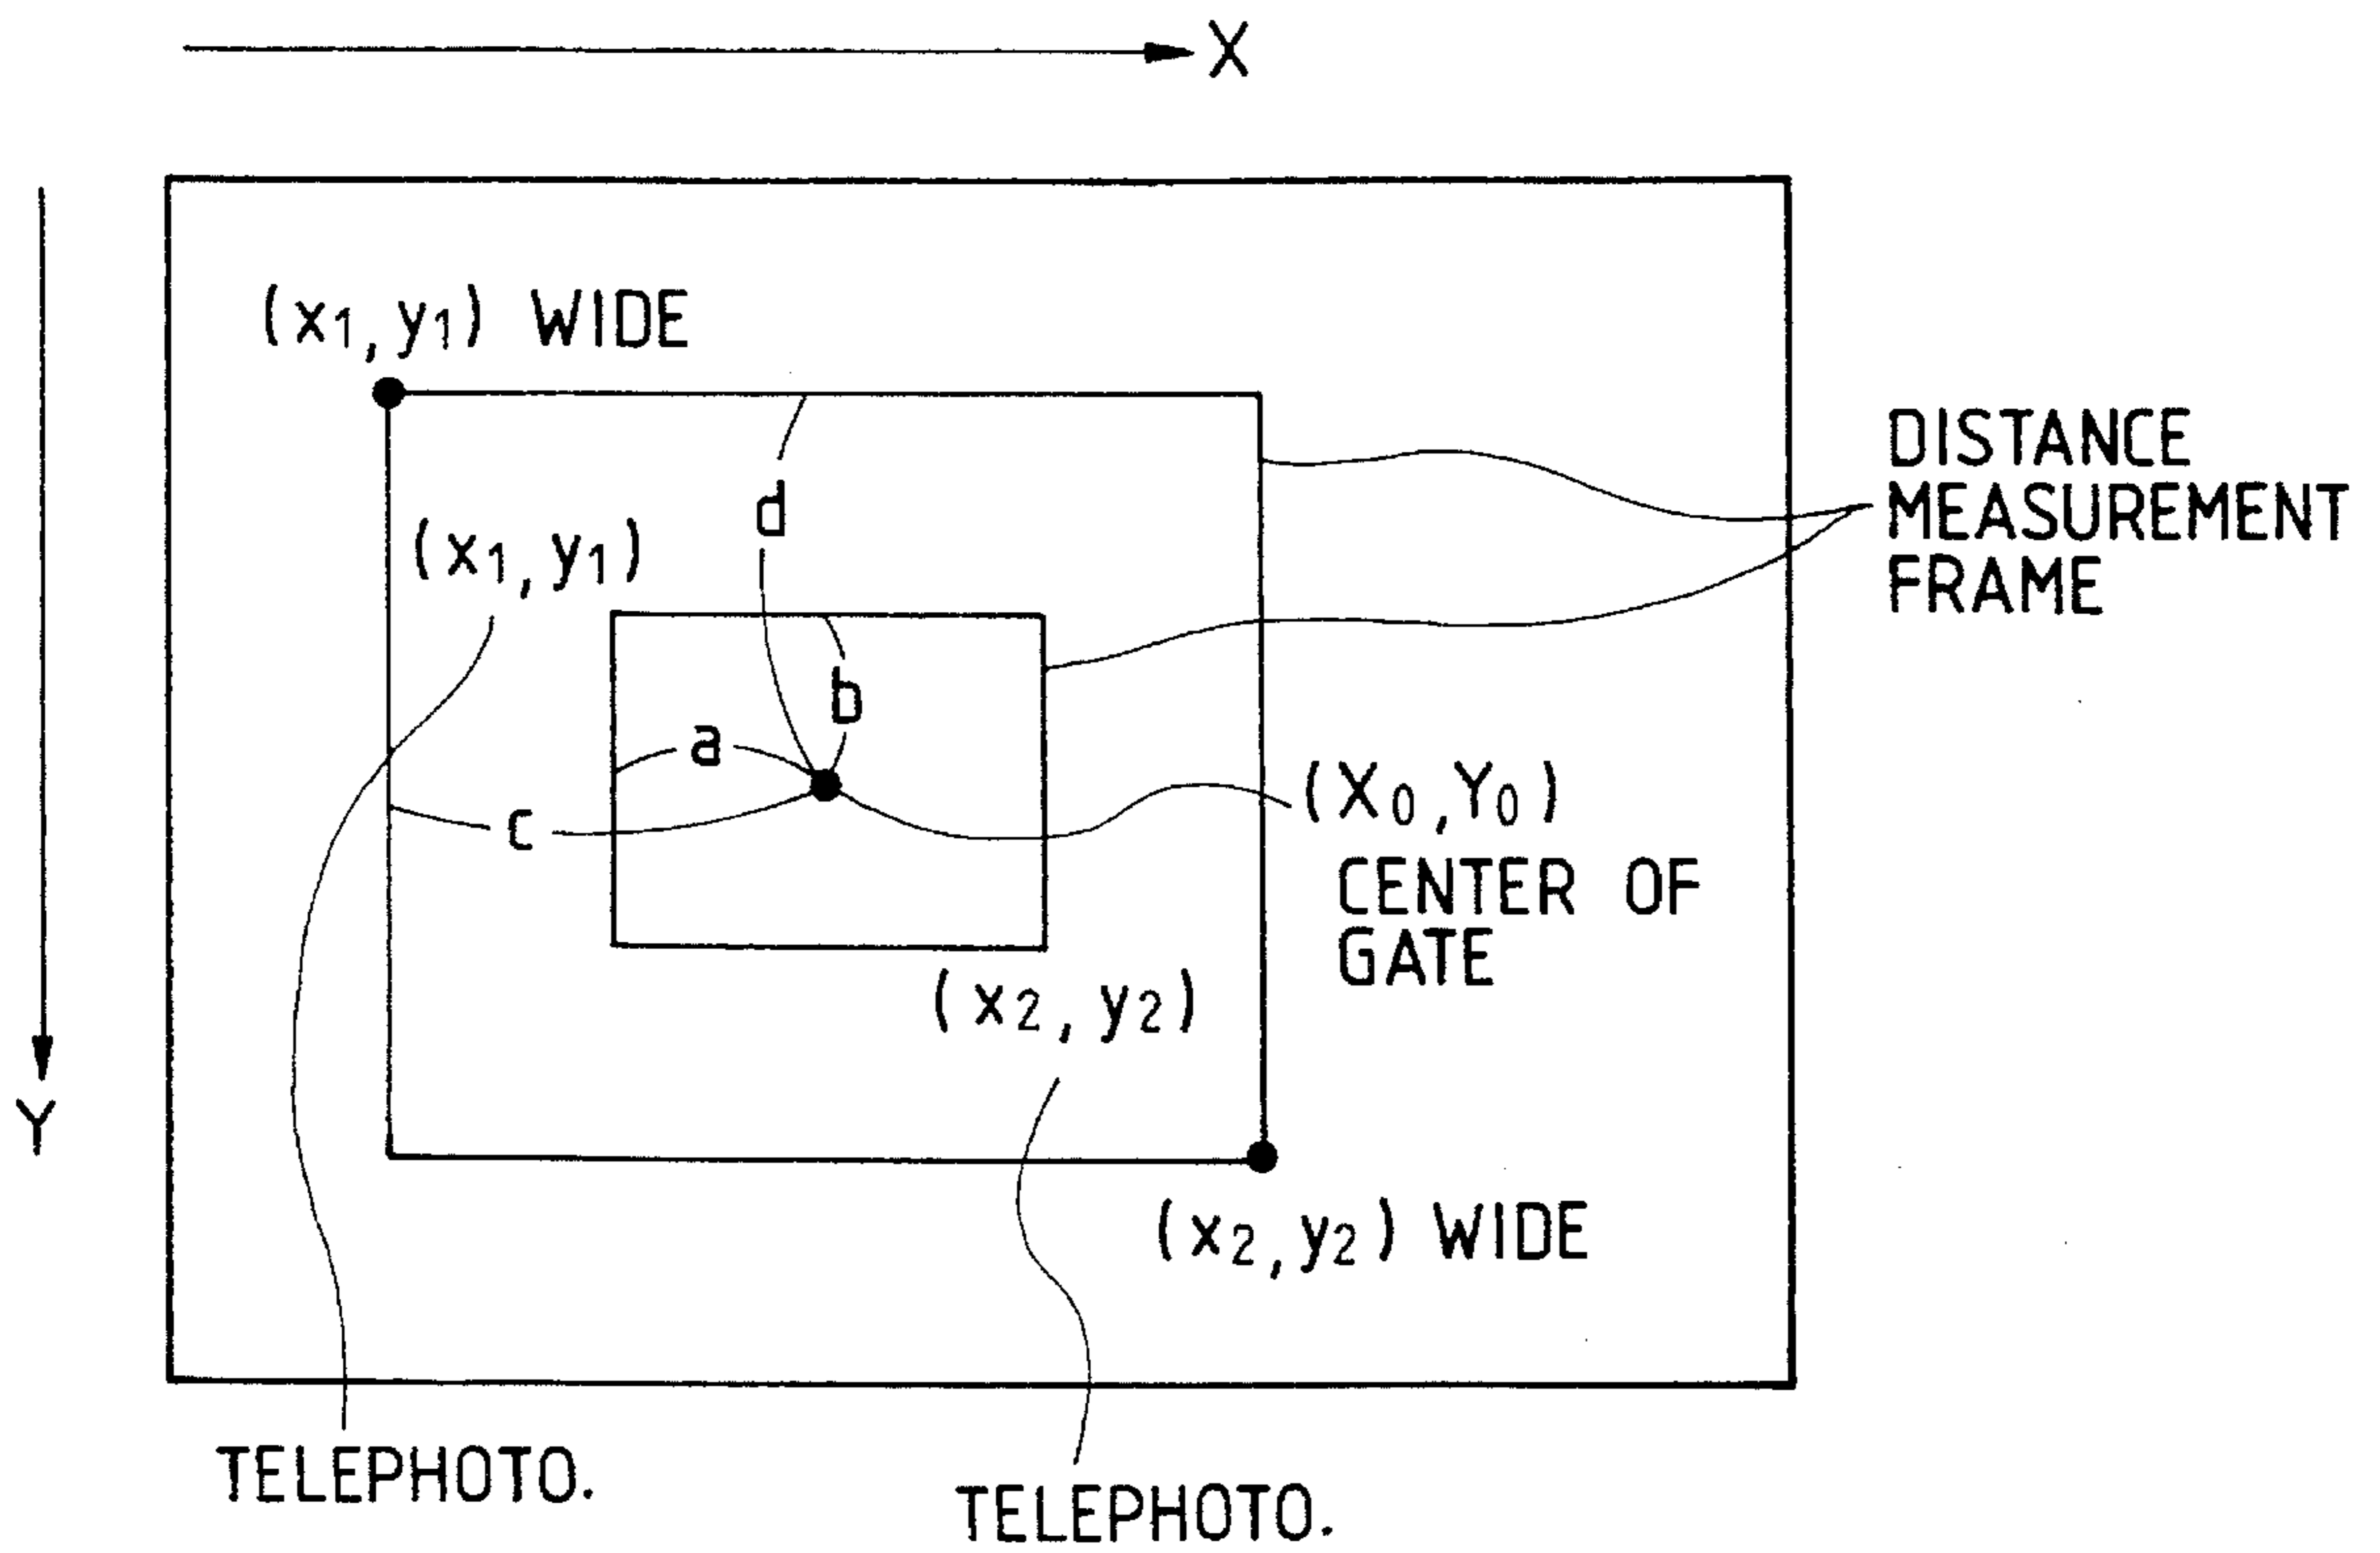 X
(x1,y1) WIDE
DISTANCE
MEASUREMENT
FRAME
d
(x1,y1)
b
a
c
(X0,Y0)
CENTER OF
GATE
(x2,y2)
Y
(x2,y2) WIDE
TELEPHOTO.
TELEPHOTO.